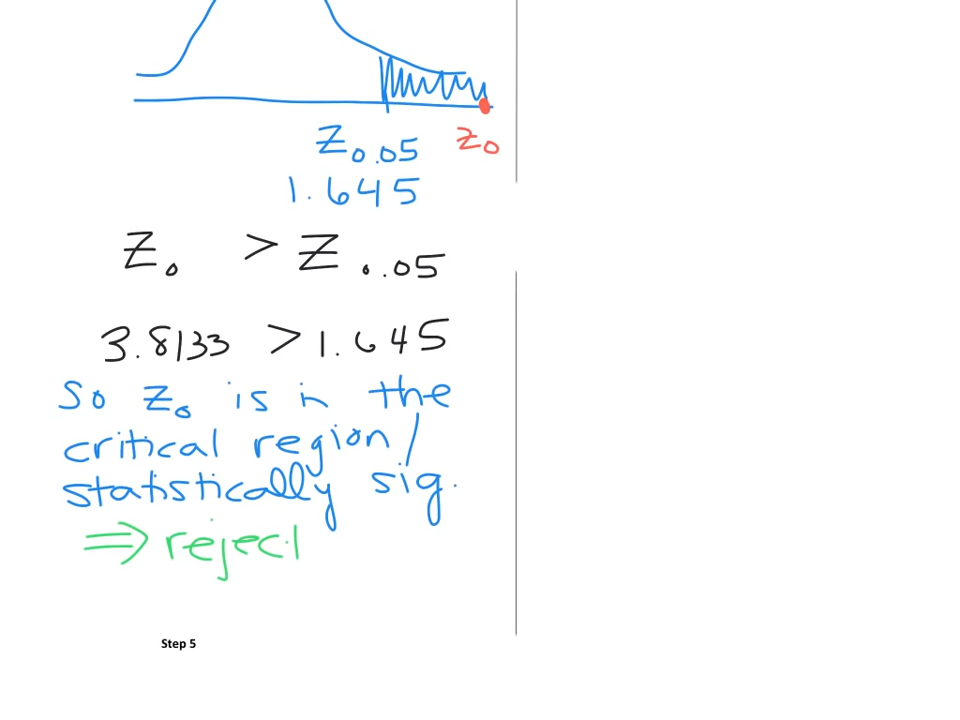 Z0.05 Z0
1.645
Z0 > Z0.05
3.8133 > 1.645
So Z0 is in the
critical region/
statistically sig.
⇒ reject
Step 5